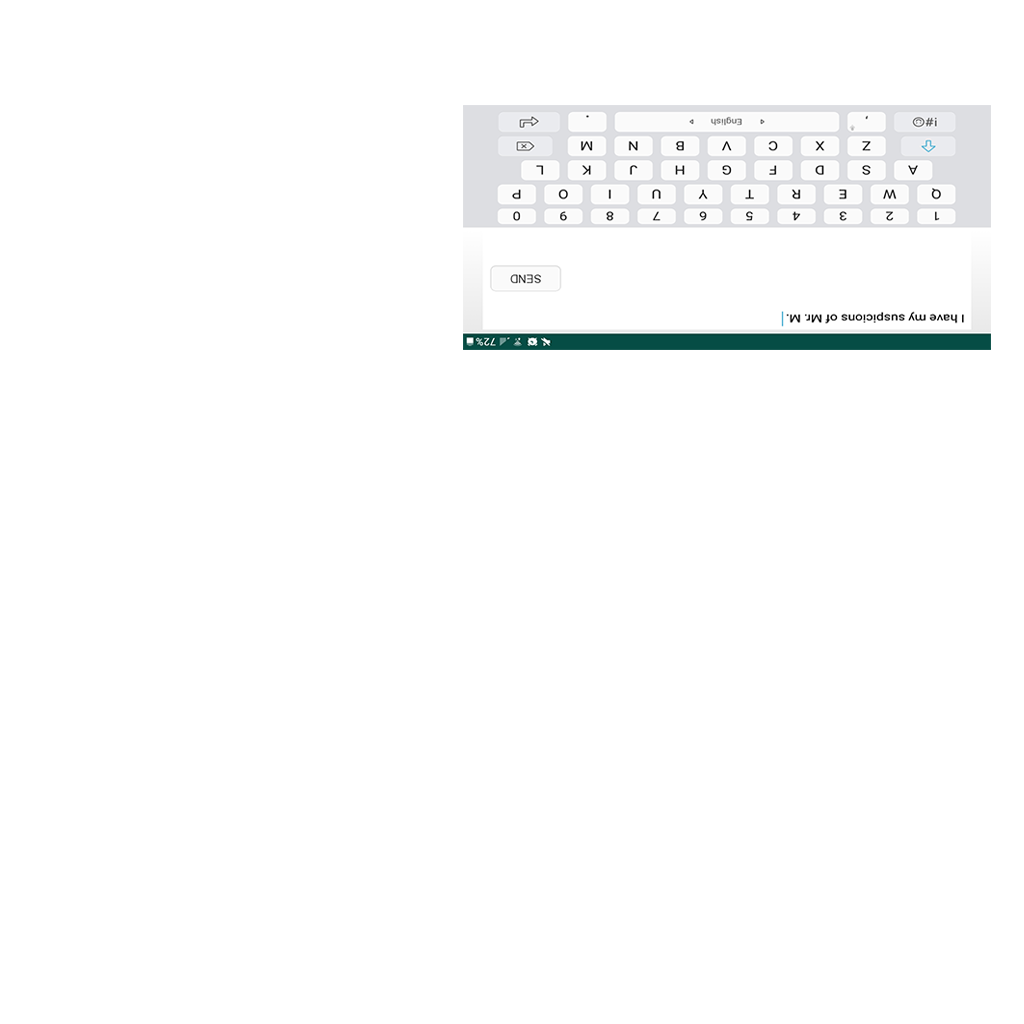 72%
I have my suspicions of Mr. M.
SEND
1 2 3 4 5 6 7 8 9 0
Q W E R T Y U I O P
A S D F G H J K L
Z X C V B N M
!#☺ , English .